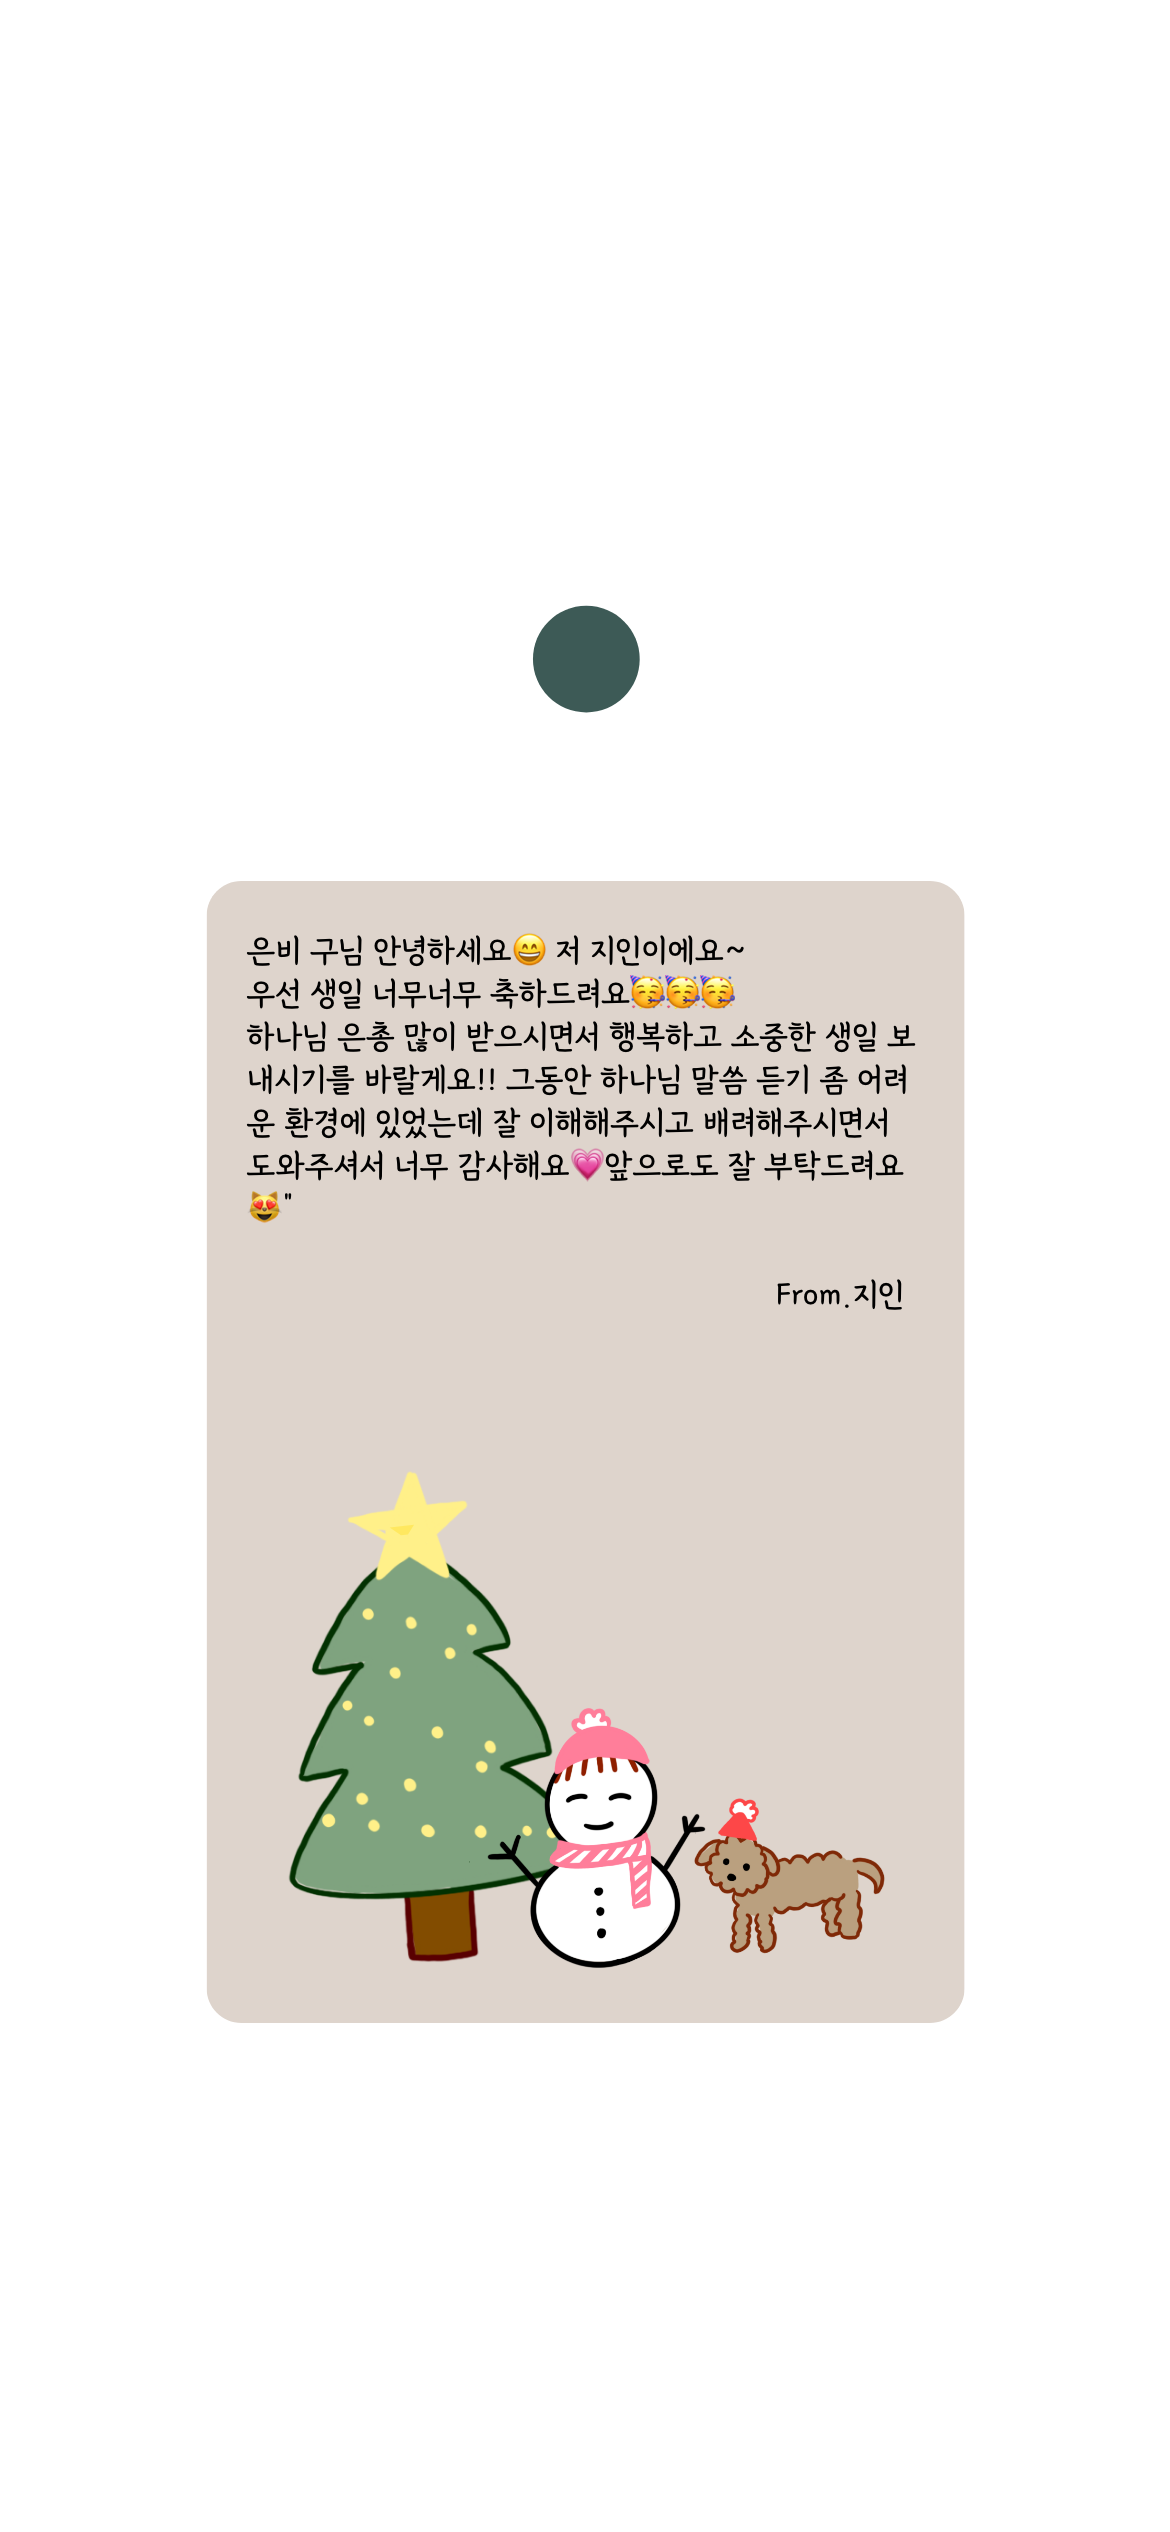 은비 구님 안녕하세요😄 저 지인이에요~
우선 생일 너무너무 축하드려요🥳🥳🥳
하나님 은총 많이 받으시면서 행복하고 소중한 생일 보
내시기를 바랄게요!! 그동안 하나님 말씀 듣기 좀 어려
운 환경에 있었는데 잘 이해해주시고 배려해주시면서
도와주셔서 너무 감사해요💗앞으로도 잘 부탁드려요
😻"
From.지인